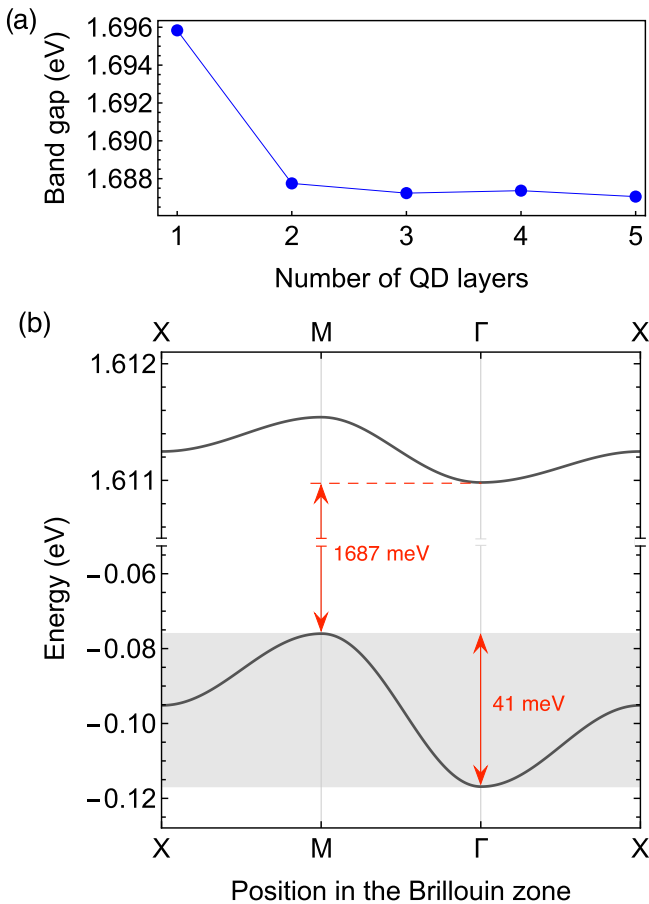 (a)
Band gap (eV)
1.696
1.694
1.692
1.690
1.688
1 2 3 4 5
Number of QD layers
(b)
X M Γ X
Energy (eV)
1.612
1.611
1687 meV
−0.06
−0.08
41 meV
−0.10
−0.12
X M Γ X
Position in the Brillouin zone